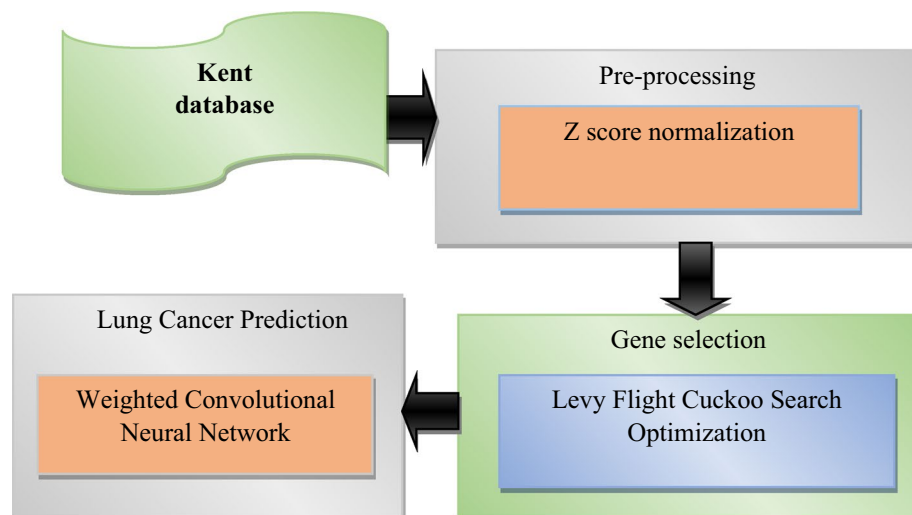 Kent
database
Pre-processing
Z score normalization
Lung Cancer Prediction
Weighted Convolutional
Neural Network
Gene selection
Levy Flight Cuckoo Search
Optimization